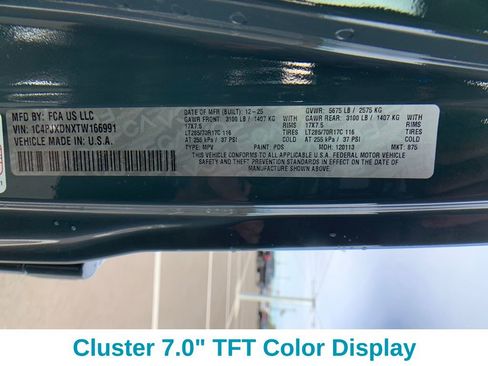 MFD BY: FCA US LLC
VIN: 1C4PJXDNXTW166991
VEHICLE MADE IN U.S.A.
DATE OF MFR (BUILT): 12-25 GVWR: 5675 LB / 2575 KG
GAWR FRONT: 3100 LB / 1407 KG WITH GAWR REAR: 3100 LB / 1407 KG WITH
17X7.5 RIMS 17X7.5 RIMS
LT285/70R17C 116 TIRES LT285/70R17C 116 TIRES
AT 255 kPa / 37 PSI AT 255 kPa / 37 PSI
TYPE: MPV PAINT: PDS MDH: 120113 MKT: 875
THIS VEHICLE CONFORMS TO ALL APPLICABLE U.S.A. FEDERAL MOTOR VEHICLE
SAFETY AND THEFT PREVENTION STANDARDS IN EFFECT ON THE DATE OF
MANUFACTURE SHOWN ABOVE.
Cluster 7.0" TFT Color Display